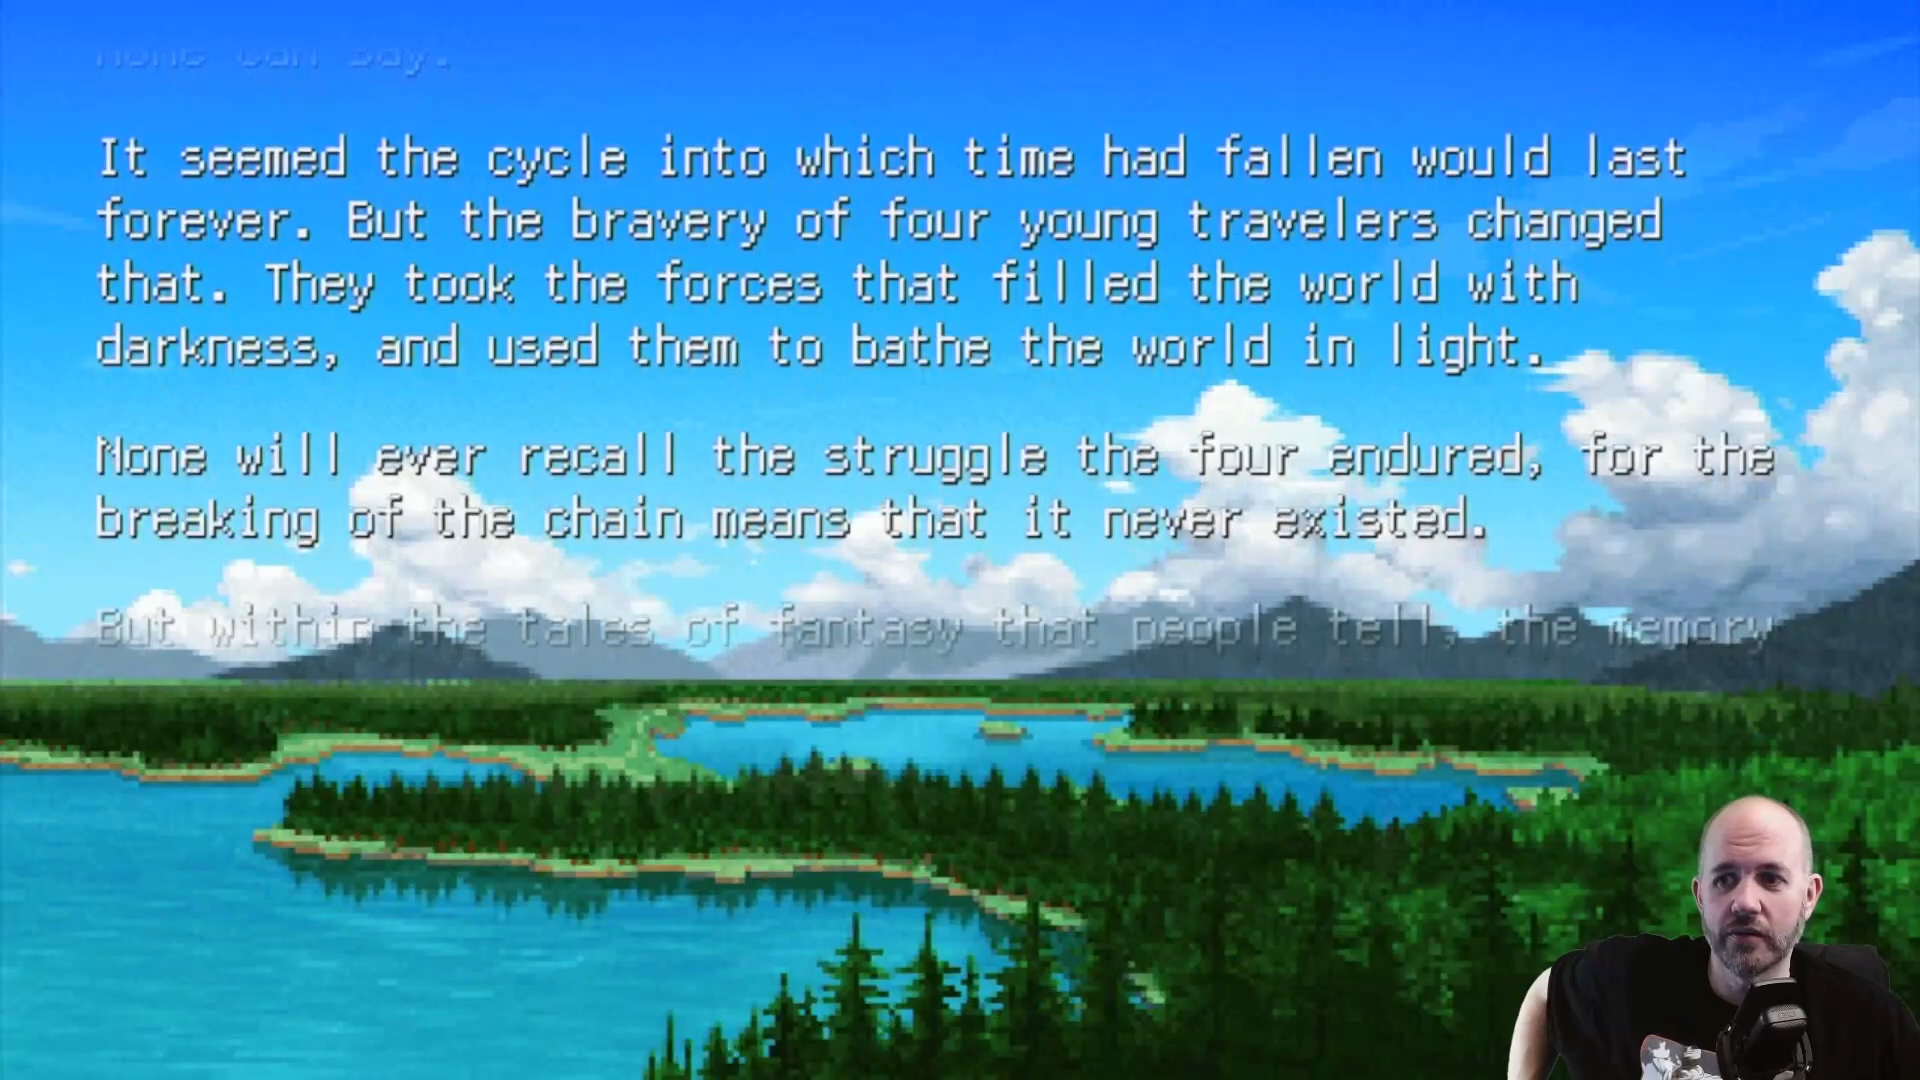 None can say.
It seemed the cycle into which time had fallen would last
forever. But the bravery of four young travelers changed
that. They took the forces that filled the world with
darkness, and used them to bathe the world in light.
None will ever recall the struggle the four endured, for the
breaking of the chain means that it never existed.
But within the tales of fantasy that people tell, the memory